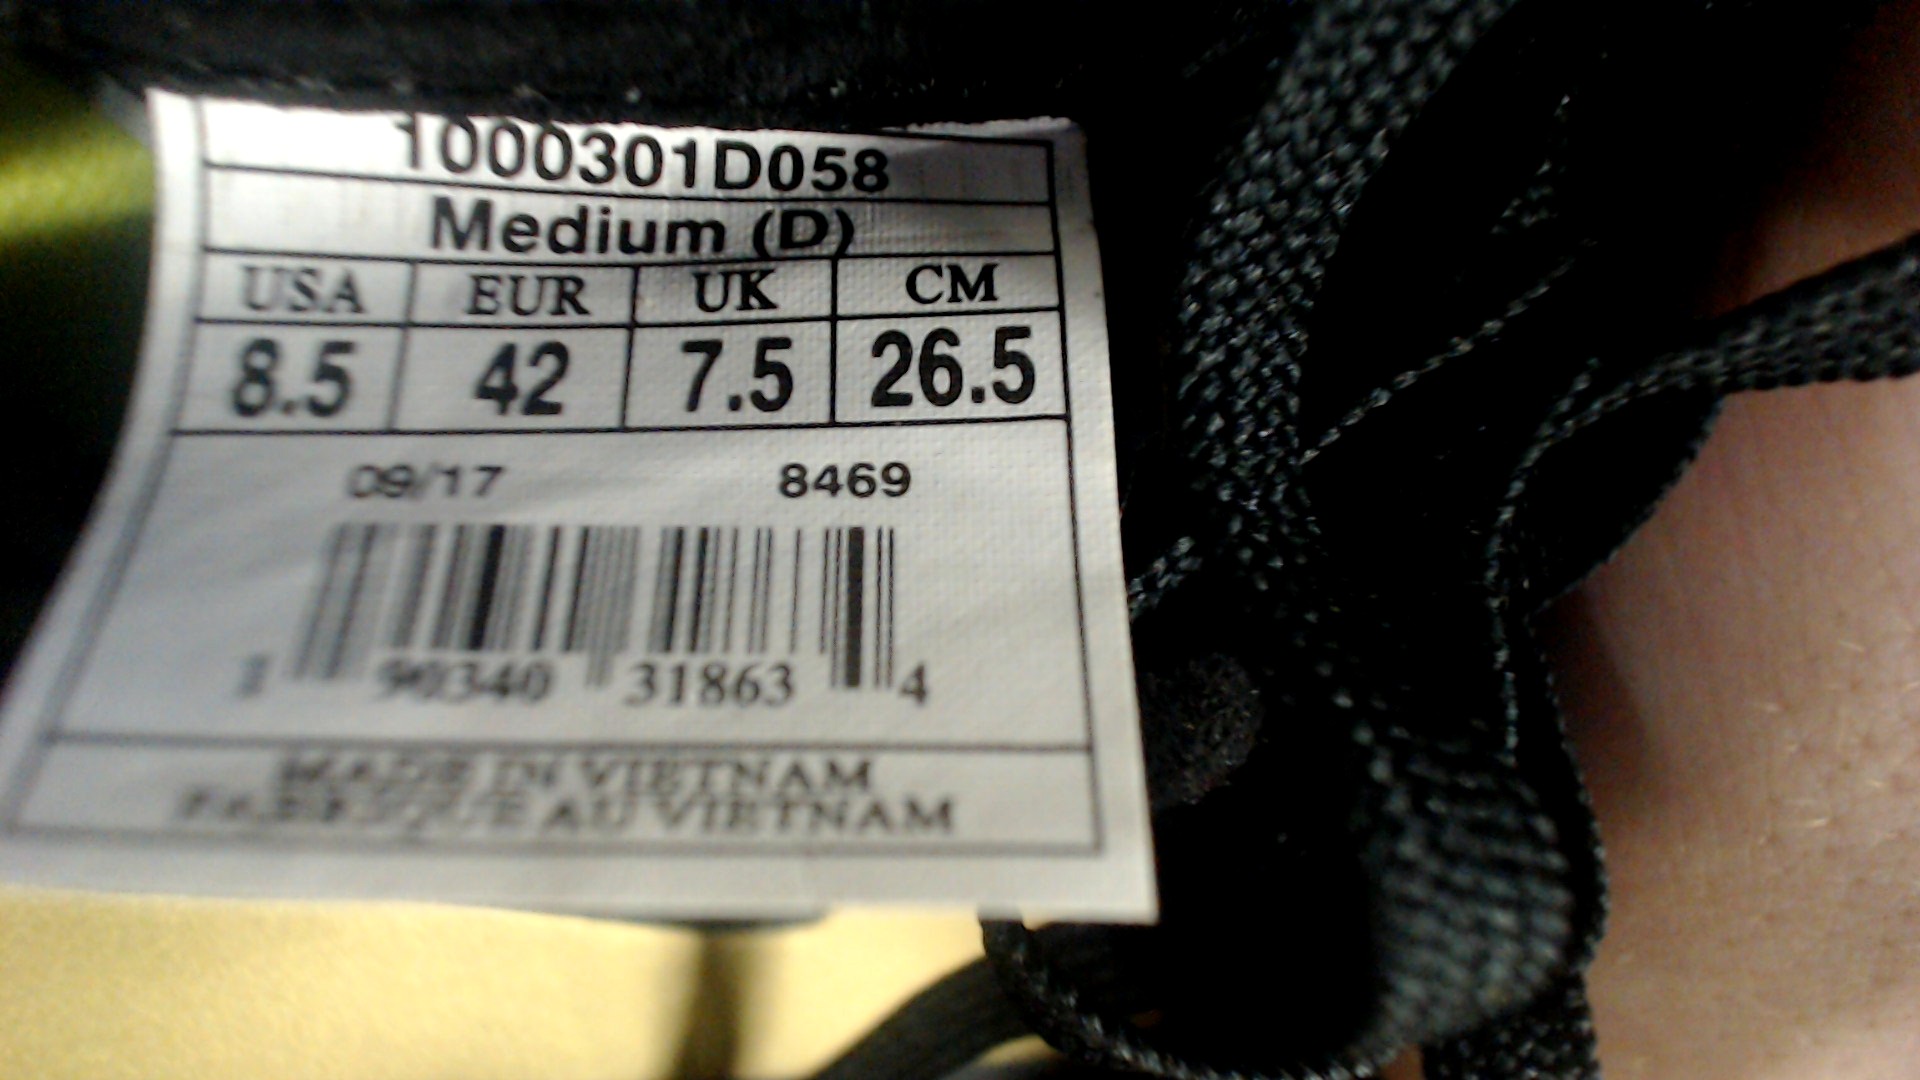 1000301D058
Medium (D)
USA EUR UK CM
8.5 42 7.5 26.5
09/17 8469
1 90340 31863 4
MADE IN VIETNAM
FABRIQUE AU VIETNAM